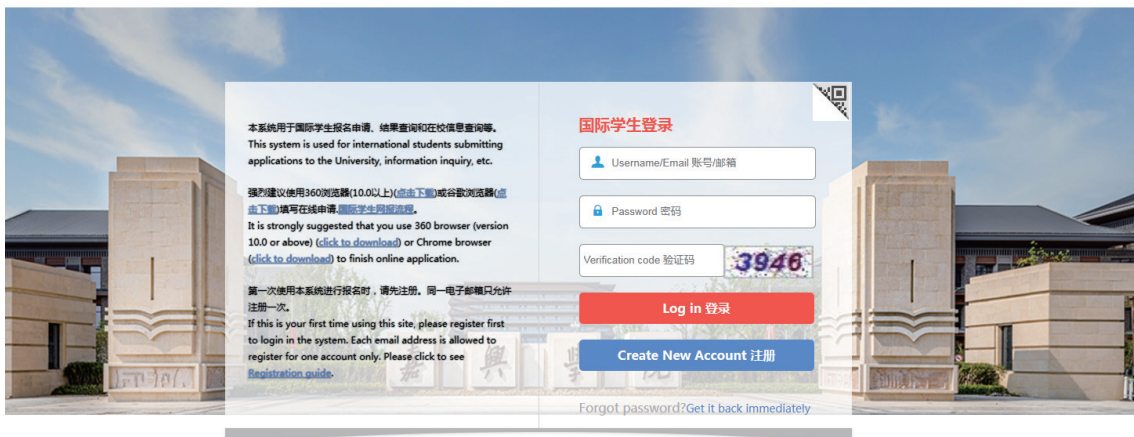 本系统用于国际学生报名申请、结果查询和在校信息查询等。
This system is used for international students submitting
applications to the University, information inquiry, etc.
强烈建议使用360浏览器(10.0以上)(点击下载)或谷歌浏览器(点
击下载)填写在线申请.国际学生网报流程。
It is strongly suggested that you use 360 browser (version
10.0 or above) (click to download) or Chrome browser
(click to download) to finish online application.
第一次使用本系统进行报名时，请先注册。同一电子邮箱只允许
注册一次。
If this is your first time using this site, please register first
to login in the system. Each email address is allowed to
register for one account only. Please click to see
Registration guide.
嘉興學院
国际学生登录
Username/Email 账号/邮箱
Password 密码
Verification code 验证码
3946
Log in 登录
Create New Account 注册
Forgot password?Get it back immediately